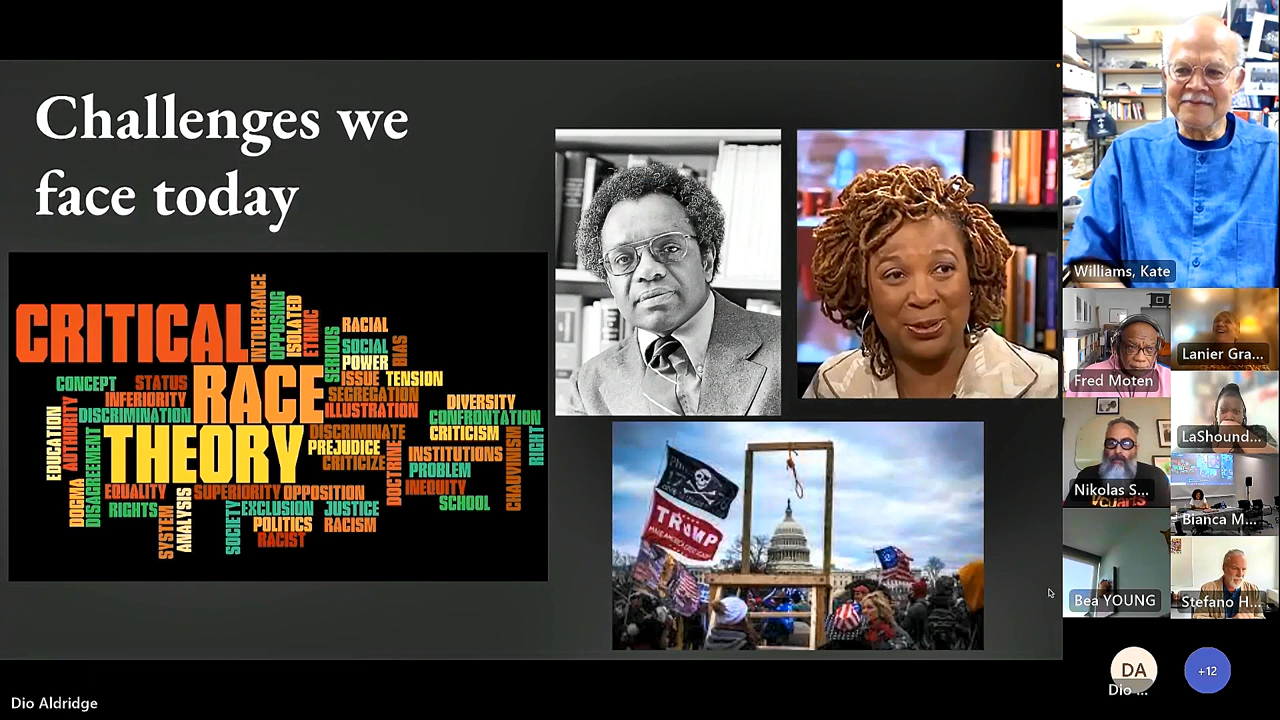 Challenges we
face today
CRITICAL
RACE
THEORY
INTOLERANCE
OPPOSING
ISOLATED
ETHNIC
SERIOUS
RACIAL
SOCIAL
POWER
BIAS
ISSUE
TENSION
CONCEPT
STATUS
INFERIORITY
DISCRIMINATION
SEGREGATION
ILLUSTRATION
DIVERSITY
CONFRONTATION
CRITICISM
RIGHT
EDUCATION
AUTHORITY
DISAGREEMENT
DOGMA
DISCRIMINATE
PREJUDICE
CRITICIZE
DOCTRINE
INSTITUTIONS
PROBLEM
INEQUITY
SCHOOL
CHAUVINISM
EQUALITY
RIGHTS
SYSTEM
ANALYSIS
SUPERIORITY
OPPOSITION
SOCIETY
EXCLUSION
JUSTICE
POLITICS
RACISM
RACIST
TRUMP
Williams, Kate
Fred Moten
Lanier Gra...
LaShound...
Nikolas S...
Bianca M...
Bea YOUNG
Stefano H...
DA
Dio ...
+12
Dio Aldridge